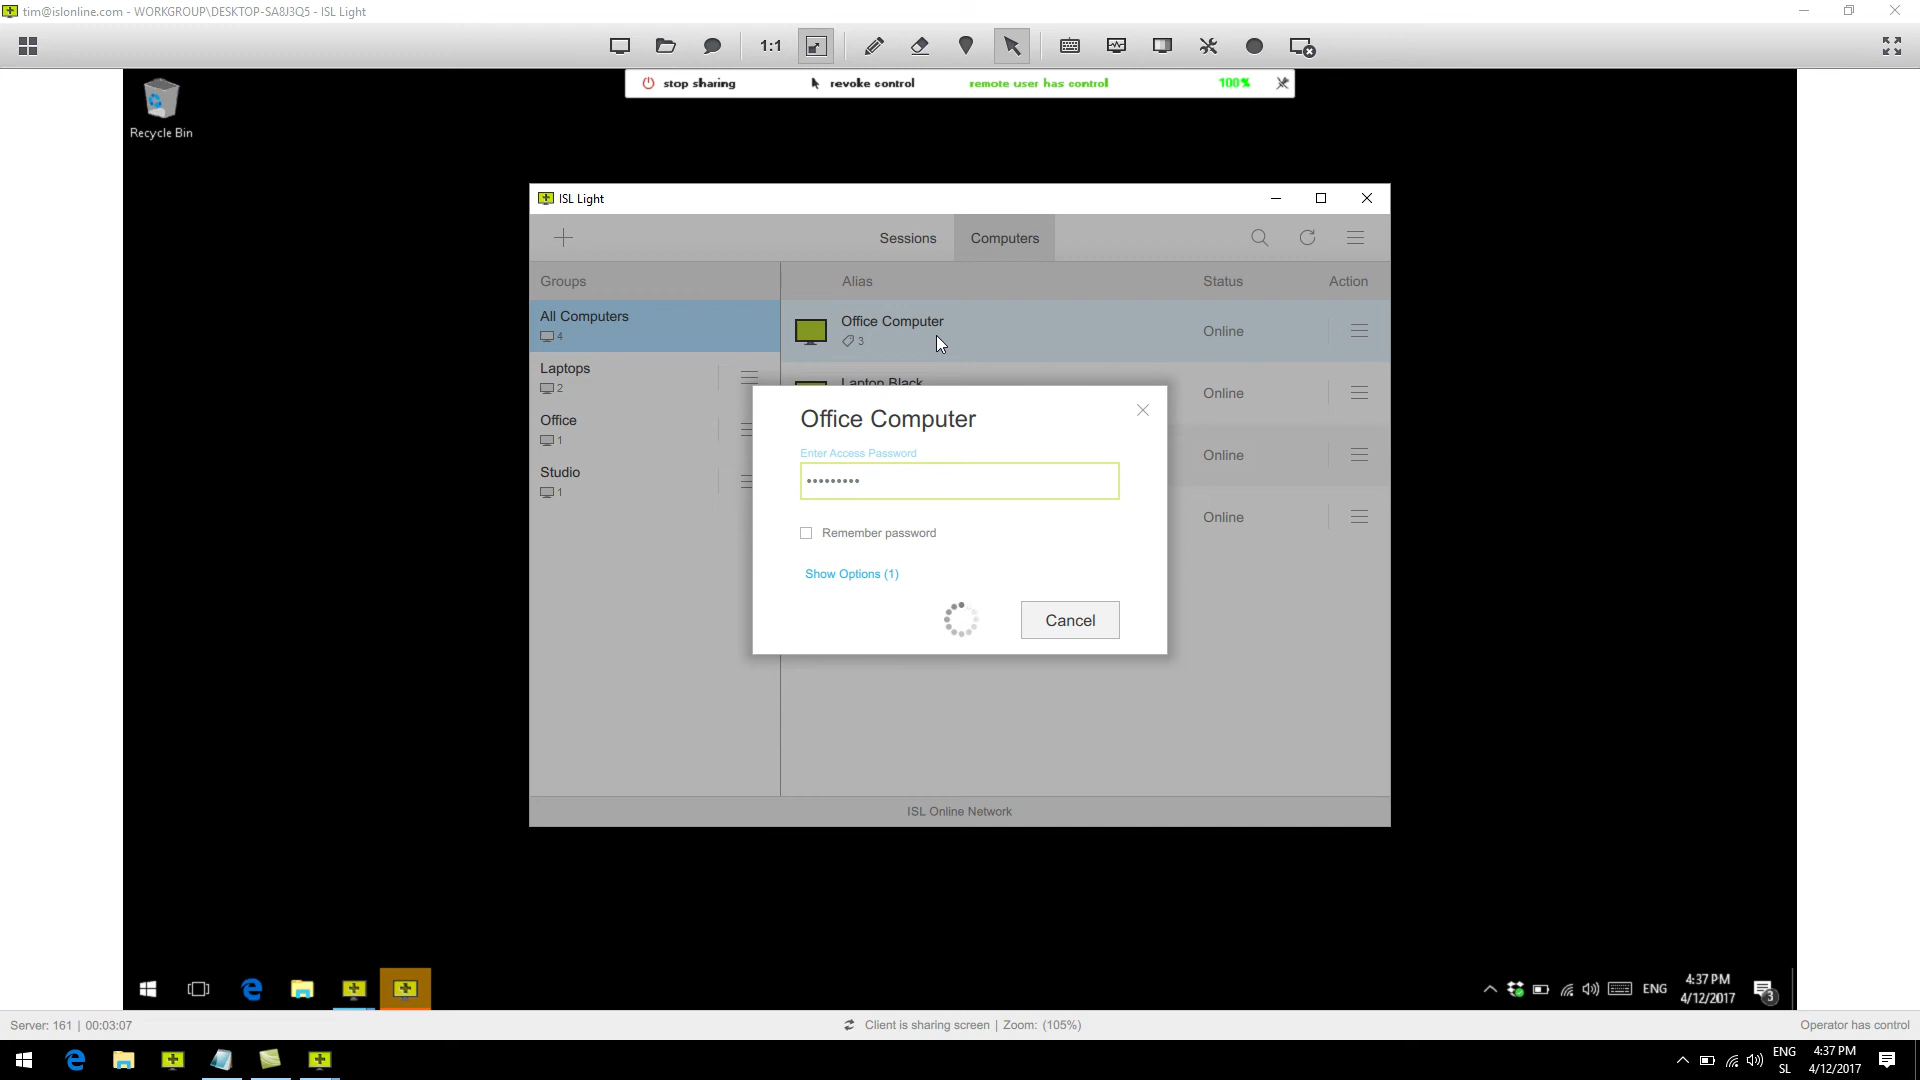 tim@islonline.com - WORKGROUP\DESKTOP-SA8J3Q5 - ISL Light
1:1
stop sharing
revoke control
remote user has control
100%
Recycle Bin
ISL Light
Sessions
Computers
Groups
Alias
Status
Action
All Computers
4
Office Computer
3
Online
Laptops
2
Laptop Black
Online
Office
1
Online
Studio
1
Online
Office Computer
Enter Access Password
•••••••••
Remember password
Show Options (1)
Cancel
ISL Online Network
ENG
4:37 PM
4/12/2017
3
Server: 161 | 00:03:07
Client is sharing screen | Zoom: (105%)
Operator has control
ENG
SL
4:37 PM
4/12/2017